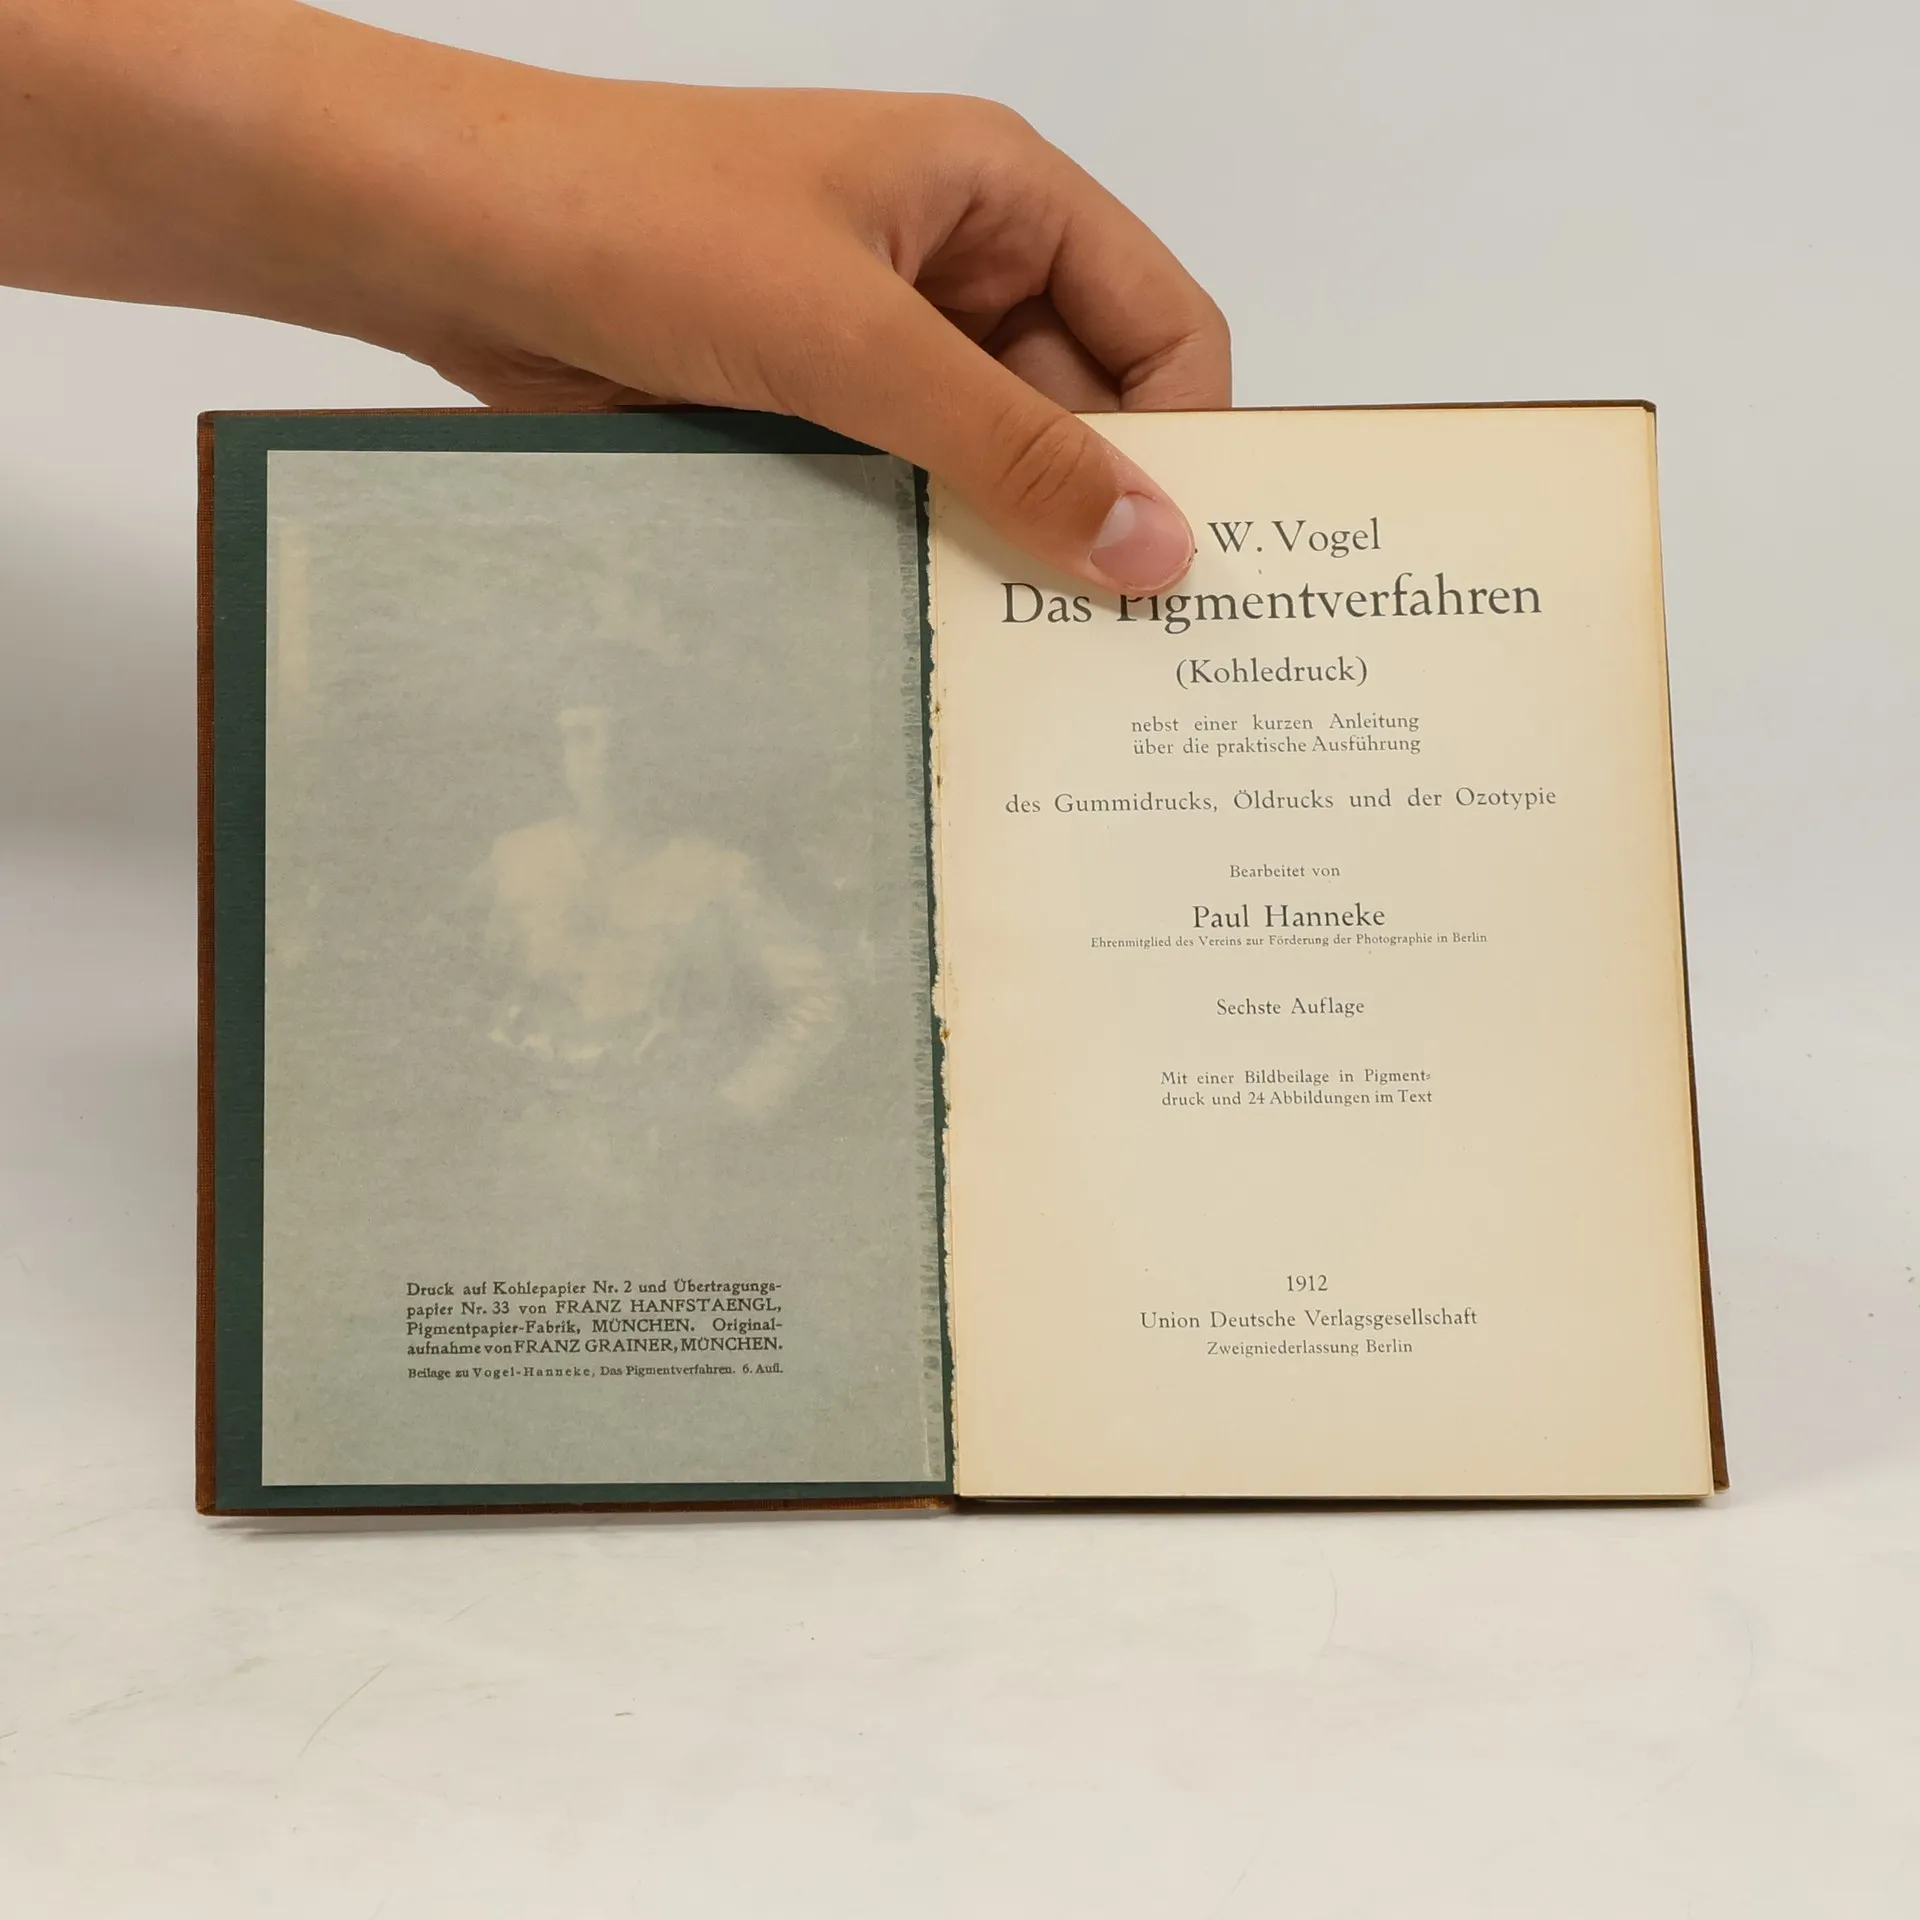 Druck auf Kohlepapier Nr. 2 und Übertragungs-
papier Nr. 33 von FRANZ HANFSTAENGL,
Pigmentpapier-Fabrik, MÜNCHEN. Original-
aufnahme von FRANZ GRAINER, MÜNCHEN.
Beilage zu Vogel-Hanneke, Das Pigmentverfahren. 6. Aufl.
. W. Vogel
Das Pigmentverfahren
(Kohledruck)
nebst einer kurzen Anleitung
über die praktische Ausführung
des Gummidrucks, Öldrucks und der Ozotypie
Bearbeitet von
Paul Hanneke
Ehrenmitglied des Vereins zur Förderung der Photographie in Berlin
Sechste Auflage
Mit einer Bildbeilage in Pigment-
druck und 24 Abbildungen im Text
1912
Union Deutsche Verlagsgesellschaft
Zweigniederlassung Berlin